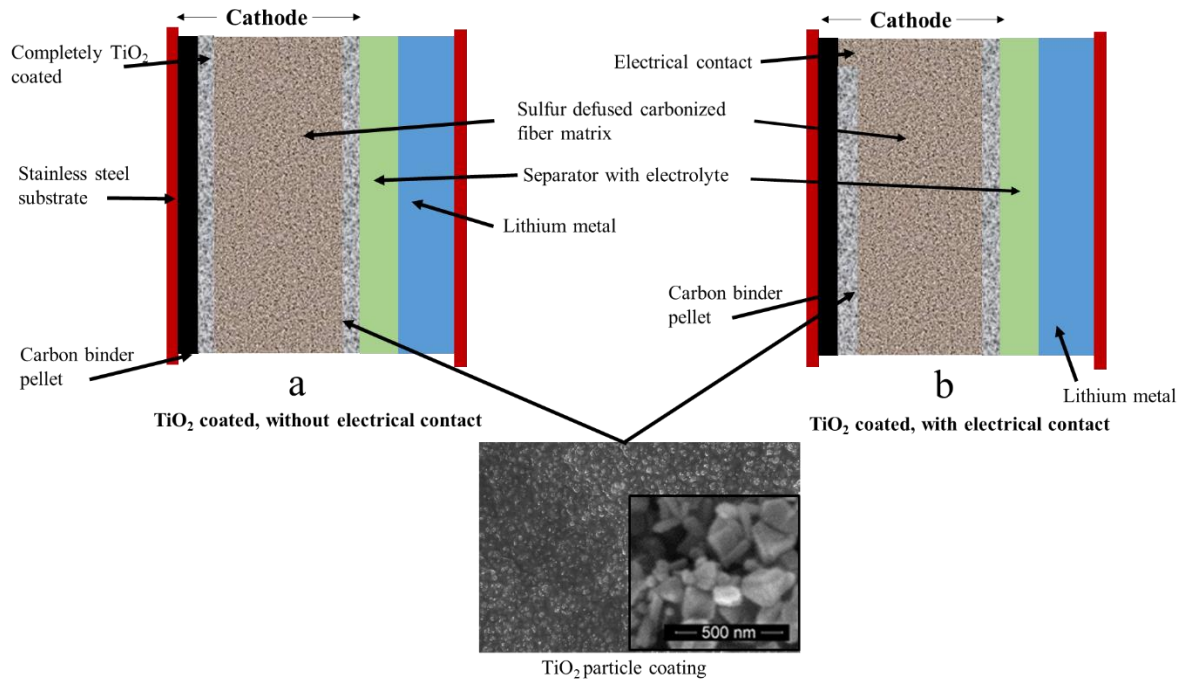 Cathode
Completely TiO₂
coated
Stainless steel
substrate
Carbon binder
pellet
a
TiO₂ coated, without electrical contact
Sulfur defused carbonized
fiber matrix
Separator with electrolyte
Lithium metal
Cathode
Electrical contact
Carbon binder
pellet
Lithium metal
b
TiO₂ coated, with electrical contact
500 nm
TiO₂ particle coating